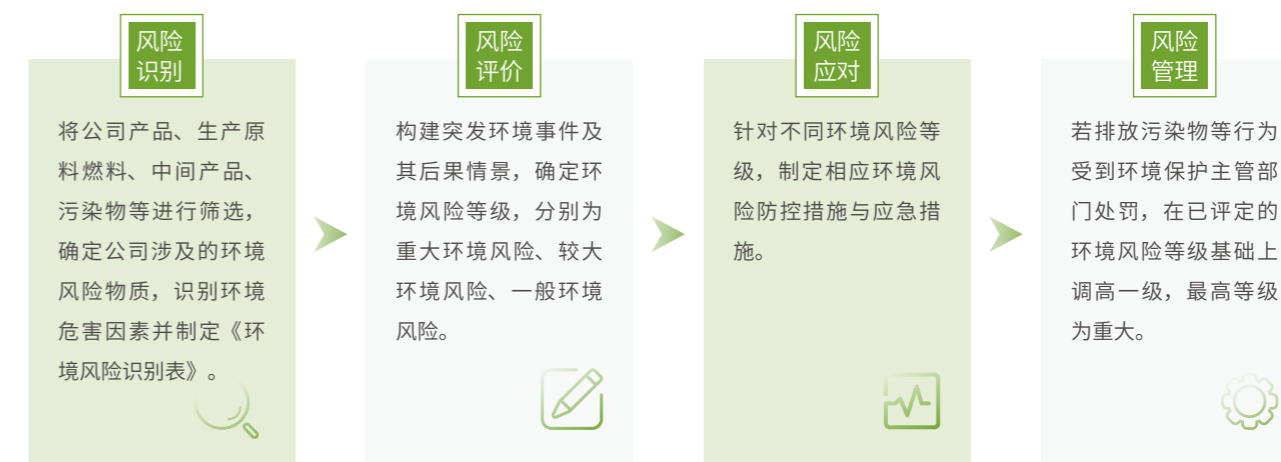 风险
识别
将公司产品、生产原
料燃料、中间产品、
污染物等进行筛选，
确定公司涉及的环境
风险物质，识别环境
危害因素并制定《环
境风险识别表》。
风险
评价
构建突发环境事件及
其后果情景，确定环
境风险等级，分别为
重大环境风险、较大
环境风险、一般环境
风险。
风险
应对
针对不同环境风险等
级，制定相应环境风
险防控措施与应急措
施。
风险
管理
若排放污染物等行为
受到环境保护主管部
门处罚，在已评定的
环境风险等级基础上
调高一级，最高等级
为重大。